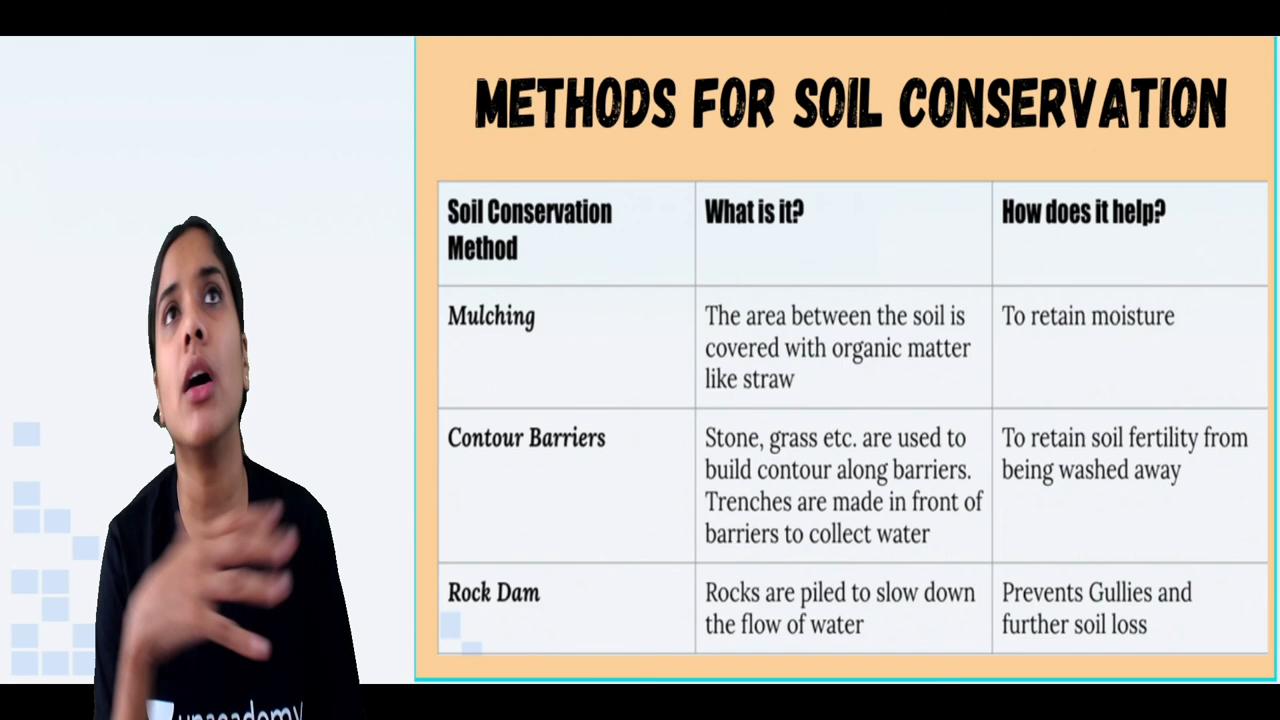 METHODS FOR SOIL CONSERVATION
Soil Conservation
Method
What is it?
How does it help?
Mulching
The area between the soil is
covered with organic matter
like straw
To retain moisture
Contour Barriers
Stone, grass etc. are used to
build contour along barriers.
Trenches are made in front of
barriers to collect water
To retain soil fertility from
being washed away
Rock Dam
Rocks are piled to slow down
the flow of water
Prevents Gullies and
further soil loss
unacademy